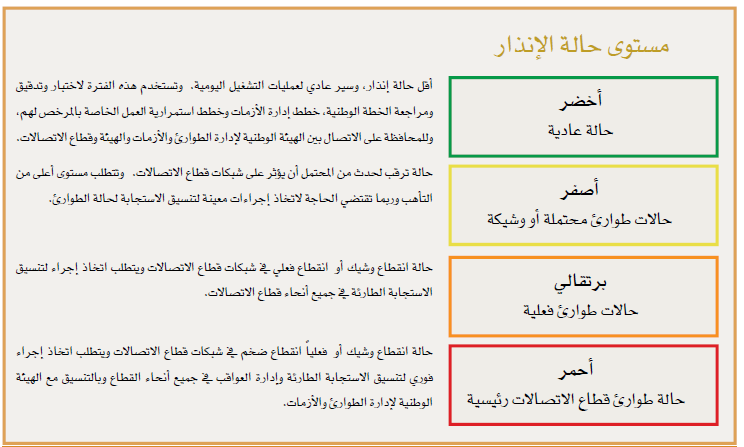 مستوى حالة الإنذار
أخضر
حالة عادية
أقل حالة إنذار، وسير عادي لعمليات التشغيل اليومية. وتستخدم هذه الفترة لاختبار وتدقيق
ومراجعة الخطة الوطنية، خطط إدارة الأزمات وخطط استمرارية العمل الخاصة بالمرخص لهم،
وللمحافظة على الاتصال بين الهيئة الوطنية لإدارة الطوارئ والأزمات والهيئة وقطاع الاتصالات.
أصفر
حالات طوارئ محتملة أو وشيكة
حالة ترقب لحدث من المحتمل أن يؤثر على شبكات قطاع الاتصالات. وتتطلب مستوى أعلى من
التأهب وربما تقتضي الحاجة لاتخاذ إجراءات معينة لتنسيق الاستجابة لحالة الطوارئ.
برتقالي
حالات طوارئ فعلية
حالة انقطاع وشيك أو انقطاع فعلي في شبكات قطاع الاتصالات ويتطلب اتخاذ إجراء لتنسيق
الاستجابة الطارئة في جميع أنحاء قطاع الاتصالات.
أحمر
حالة طوارئ قطاع الاتصالات رئيسية
حالة انقطاع وشيك أو فعلياً انقطاع ضخم في شبكات قطاع الاتصالات ويتطلب اتخاذ إجراء
فوري لتنسيق الاستجابة الطارئة وإدارة العواقب في جميع أنحاء القطاع وبالتنسيق مع الهيئة
الوطنية لإدارة الطوارئ والأزمات.